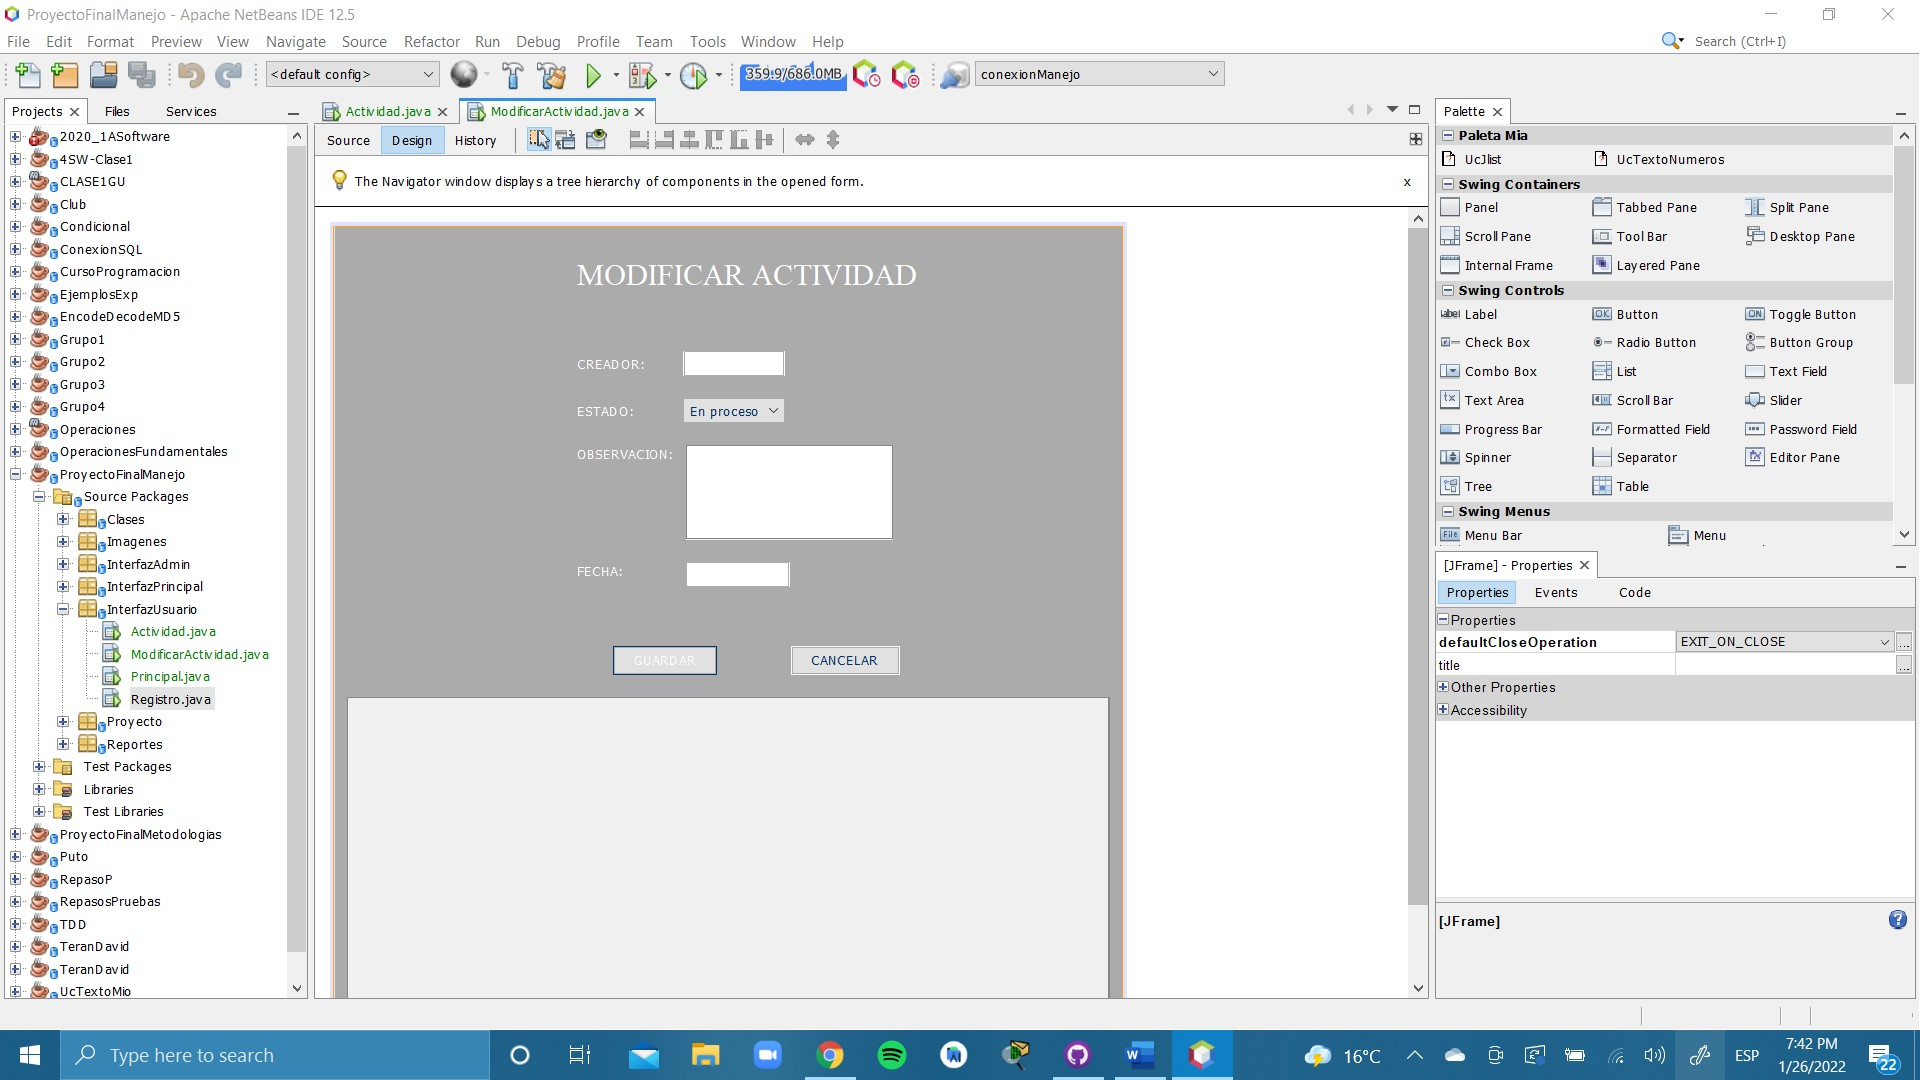 ProyectoFinalManejo - Apache NetBeans IDE 12.5
File Edit Format Preview View Navigate Source Refactor Run Debug Profile Team Tools Window Help
Search (Ctrl+I)
<default config>
359.9/686.0MB
conexionManejo
Projects Files Services
2020_1ASoftware
4SW-Clase1
CLASE1GU
Club
Condicional
ConexionSQL
CursoProgramacion
EjemplosExp
EncodeDecodeMD5
Grupo1
Grupo2
Grupo3
Grupo4
Operaciones
OperacionesFundamentales
ProyectoFinalManejo
Source Packages
Clases
Imagenes
InterfazAdmin
InterfazPrincipal
InterfazUsuario
Actividad.java
ModificarActividad.java
Principal.java
Registro.java
Proyecto
Reportes
Test Packages
Libraries
Test Libraries
ProyectoFinalMetodologias
Puto
RepasoP
RepasosPruebas
TDD
TeranDavid
TeranDavid
UcTextoMio
Actividad.java ModificarActividad.java
Source Design History
The Navigator window displays a tree hierarchy of components in the opened form. x
MODIFICAR ACTIVIDAD
CREADOR:
ESTADO: En proceso
OBSERVACION:
FECHA:
GUARDAR CANCELAR
Palette
Paleta Mia
UcJlist UcTextoNumeros
Swing Containers
Panel Tabbed Pane Split Pane
Scroll Pane Tool Bar Desktop Pane
Internal Frame Layered Pane
Swing Controls
label Label OK Button ON Toggle Button
Check Box Radio Button Button Group
Combo Box List Text Field
Text Area Scroll Bar Slider
Progress Bar Formatted Field Password Field
Spinner Separator Editor Pane
Tree Table
Swing Menus
File Menu Bar Menu
[JFrame] - Properties
Properties Events Code
Properties
defaultCloseOperation EXIT_ON_CLOSE ...
title ...
Other Properties
Accessibility
[JFrame]
Type here to search
16°C
ESP
7:42 PM
1/26/2022
22